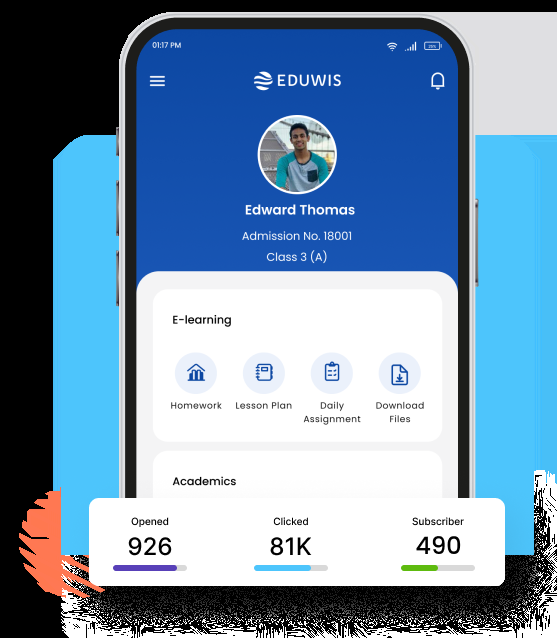 01:17 PM
EDUWIS
Edward Thomas
Admission No. 18001
Class 3 (A)
E-learning
Homework
Lesson Plan
Daily
Assignment
Download
Files
Academics
Opened
926
Clicked
81K
Subscriber
490